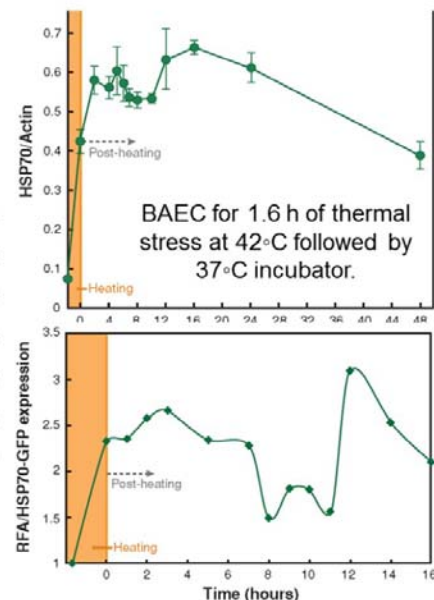 0.7
0.6
0.5
0.4
0.3
0.2
0.1
0
HSP70/Actin
Post-heating
BAEC for 1.6 h of thermal
stress at 42◦C followed by
37◦C incubator.
Heating
0 4 8 12 16 20 24 28 32 36 40 44 48
3.5
3
2.5
2
1.5
1
RFA/HSP70-GFP expression
Post-heating
Heating
0 2 4 6 8 10 12 14 16
Time (hours)